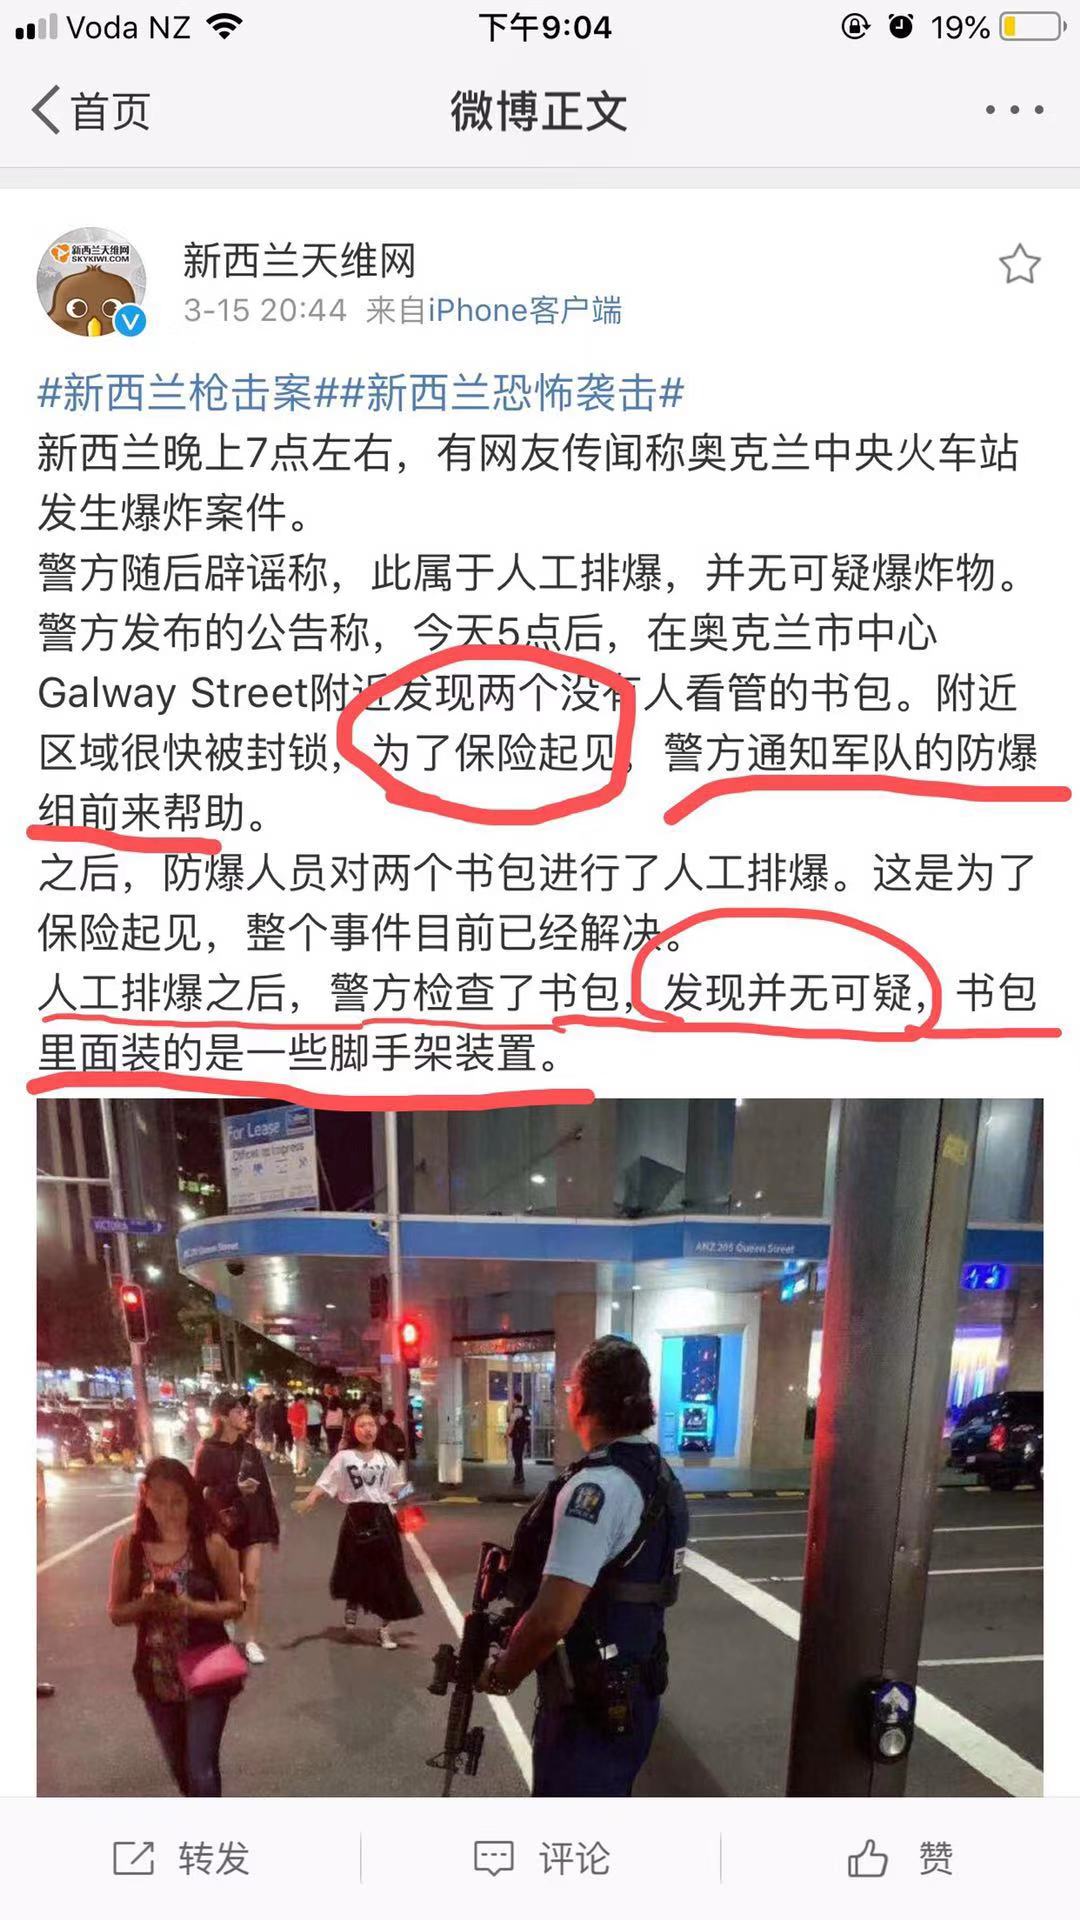 Voda NZ 下午9:04 19%
首页 微博正文
新西兰天维网
SKYKIWI.COM
新西兰天维网
3-15 20:44 来自iPhone客户端
#新西兰枪击案##新西兰恐怖袭击#
新西兰晚上7点左右，有网友传闻称奥克兰中央火车站
发生爆炸案件。
警方随后辟谣称，此属于人工排爆，并无可疑爆炸物。
警方发布的公告称，今天5点后，在奥克兰市中心
Galway Street附近发现两个没有人看管的书包。附近
区域很快被封锁，为了保险起见，警方通知军队的防爆
组前来帮助。
之后，防爆人员对两个书包进行了人工排爆。这是为了
保险起见，整个事件目前已经解决。
人工排爆之后，警方检查了书包，发现并无可疑，书包
里面装的是一些脚手架装置。
For Lease
Offices to Impress
VICTORIA
ANZ 205 Queen Street
BOY
POLICE
转发 评论 赞